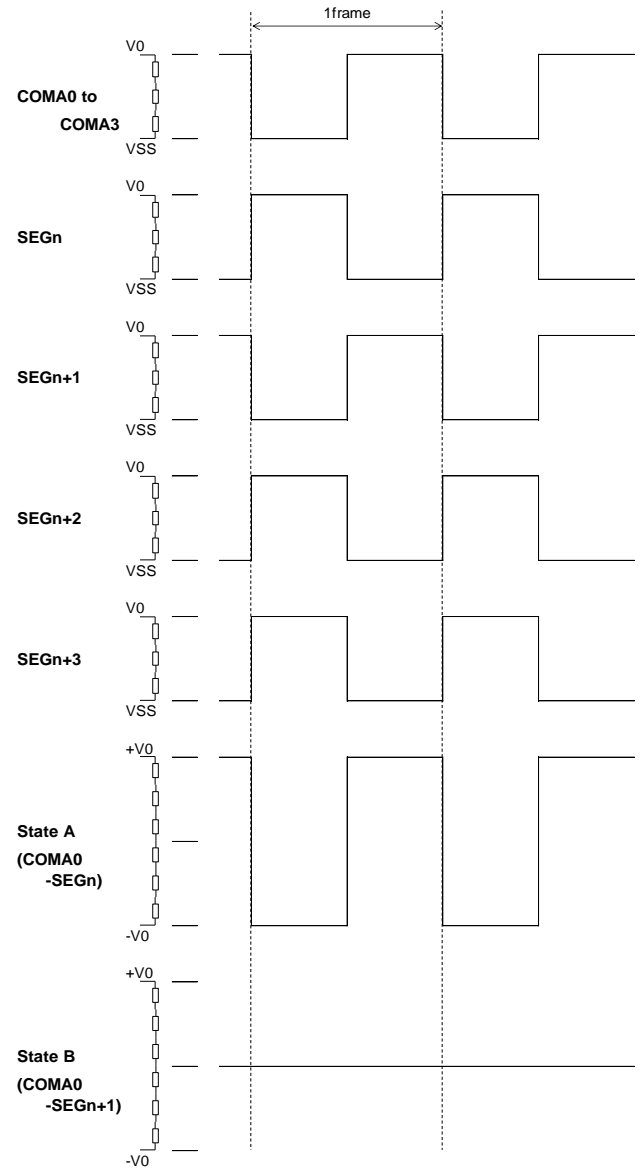 1frame
V0
COMA0 to
COMA3
VSS
V0
SEGn
VSS
V0
SEGn+1
VSS
V0
SEGn+2
VSS
V0
SEGn+3
VSS
+V0
State A
(COMA0
-SEGn)
-V0
+V0
State B
(COMA0
-SEGn+1)
-V0